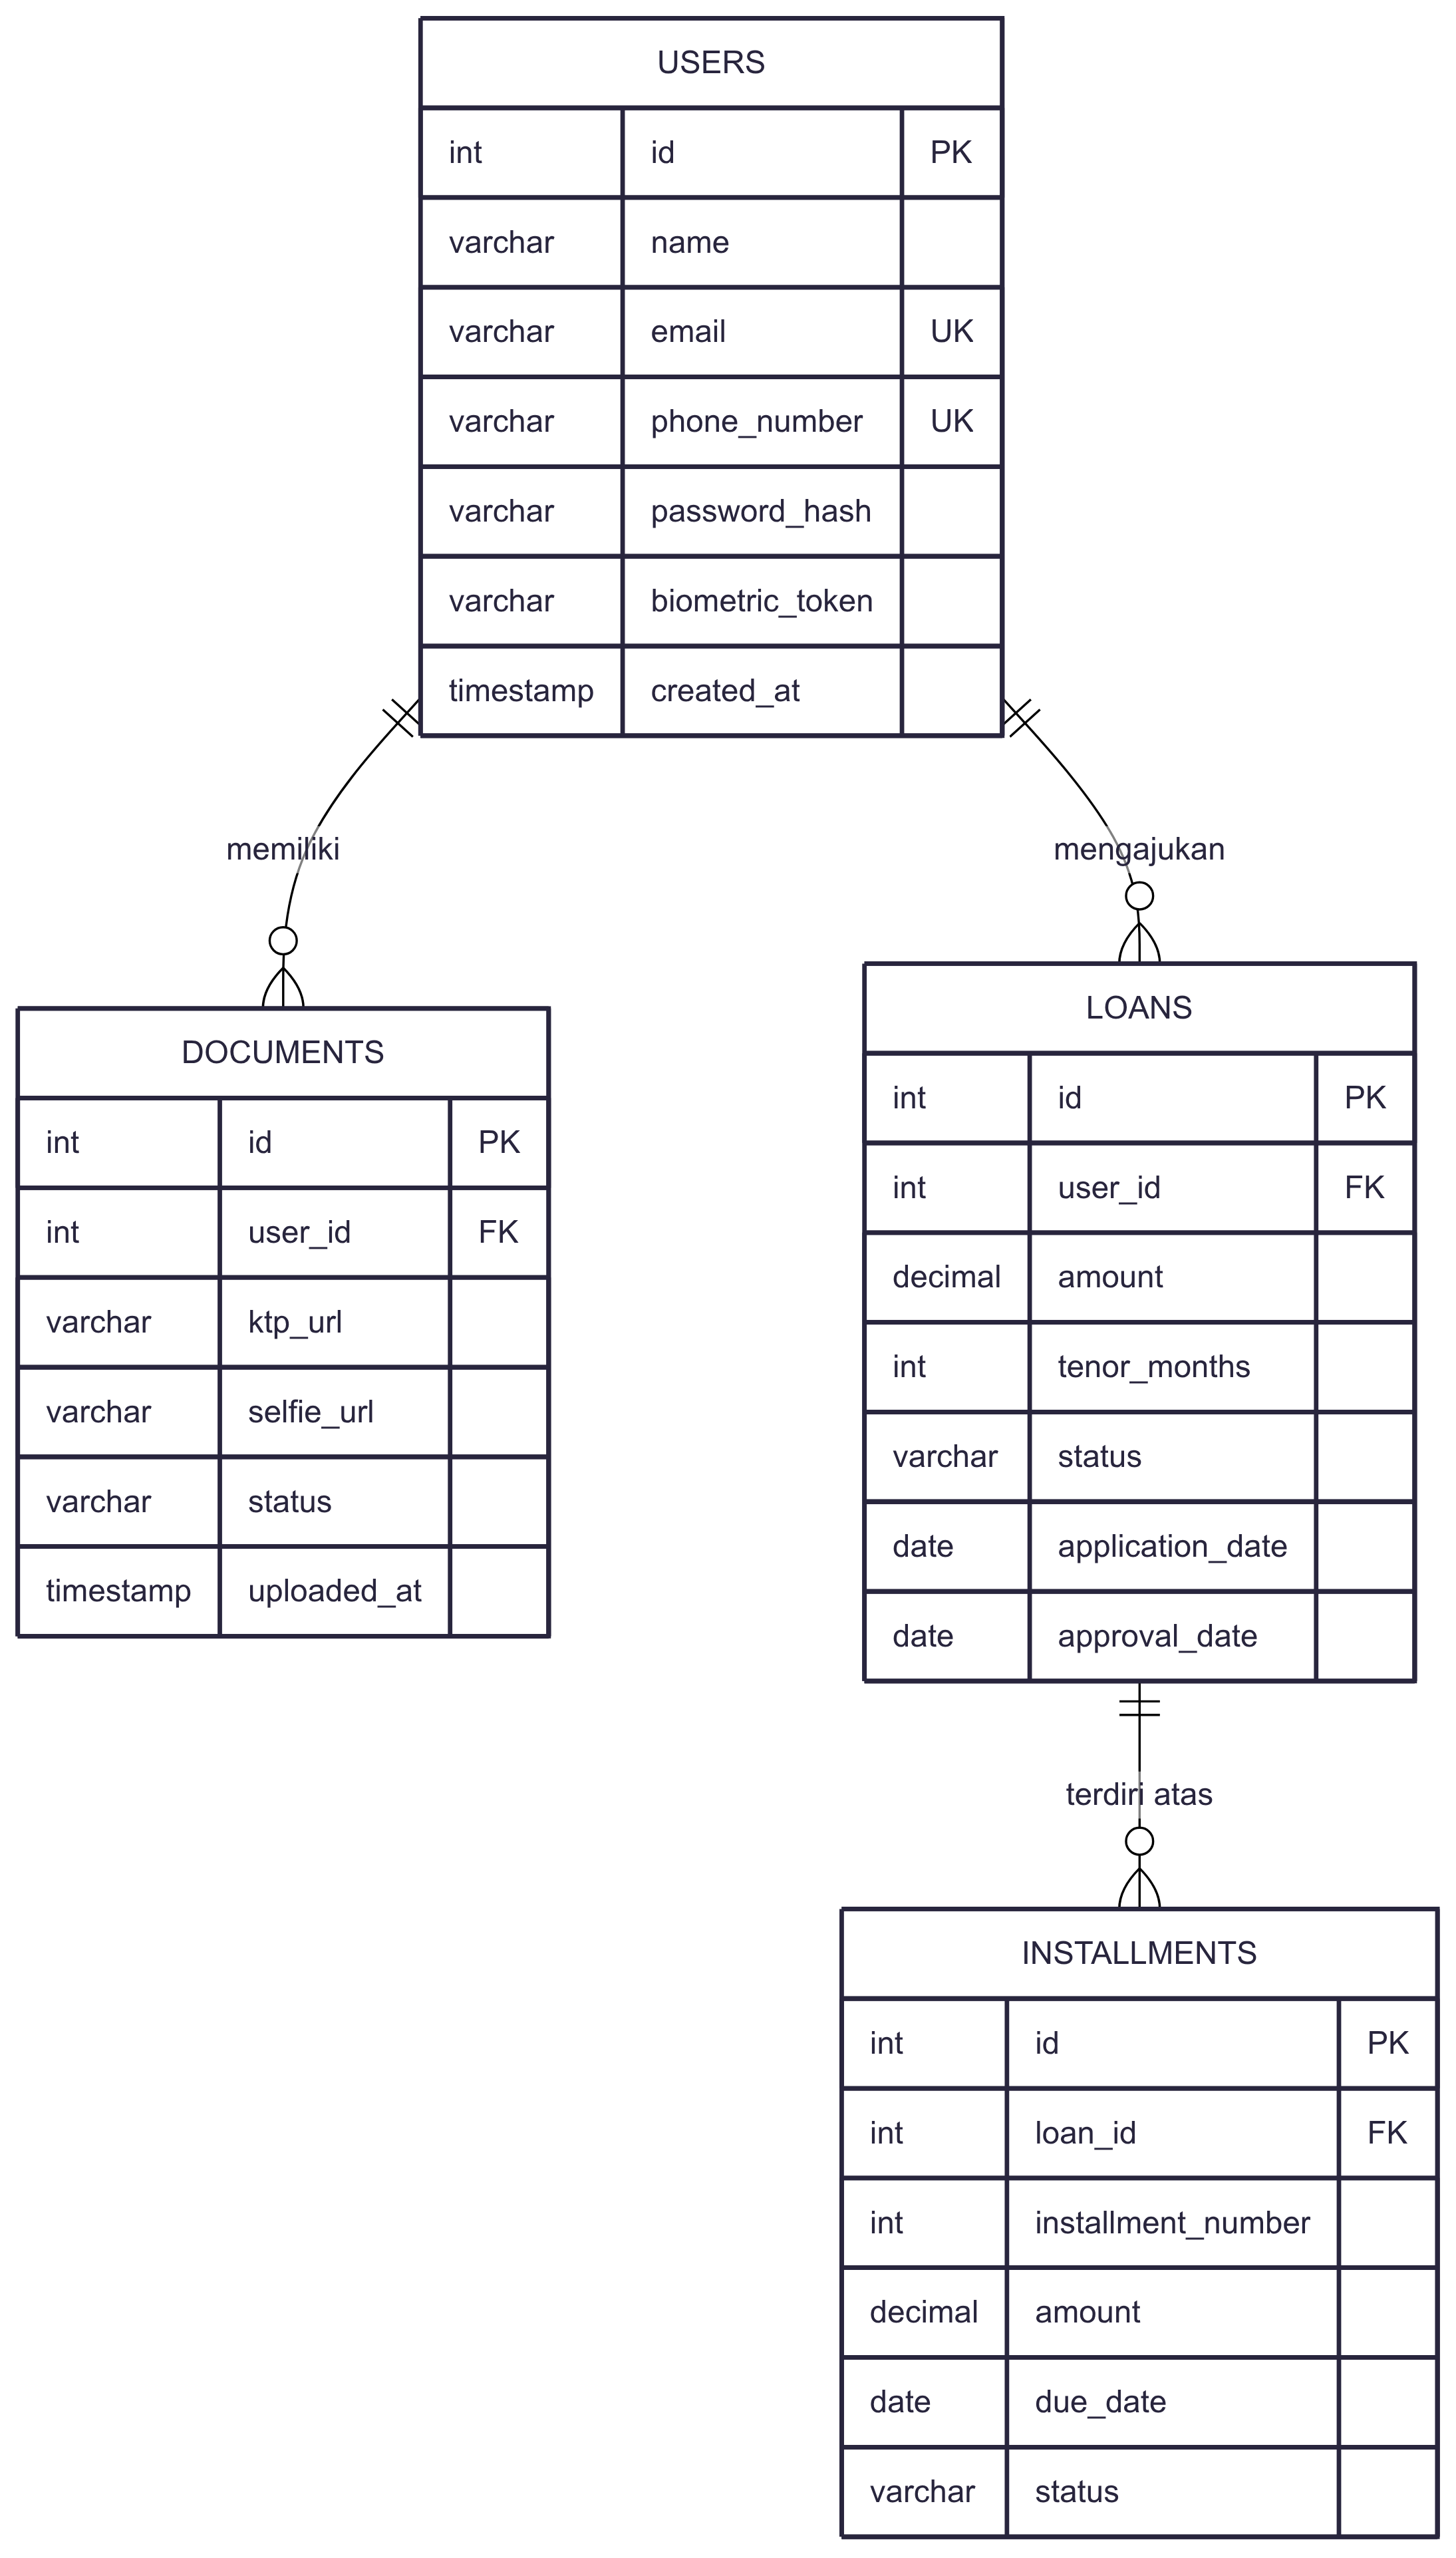 USERS
int id PK
varchar name
varchar email UK
varchar phone_number UK
varchar password_hash
varchar biometric_token
timestamp created_at
memiliki
mengajukan
DOCUMENTS
int id PK
int user_id FK
varchar ktp_url
varchar selfie_url
varchar status
timestamp uploaded_at
LOANS
int id PK
int user_id FK
decimal amount
int tenor_months
varchar status
date application_date
date approval_date
terdiri atas
INSTALLMENTS
int id PK
int loan_id FK
int installment_number
decimal amount
date due_date
varchar status